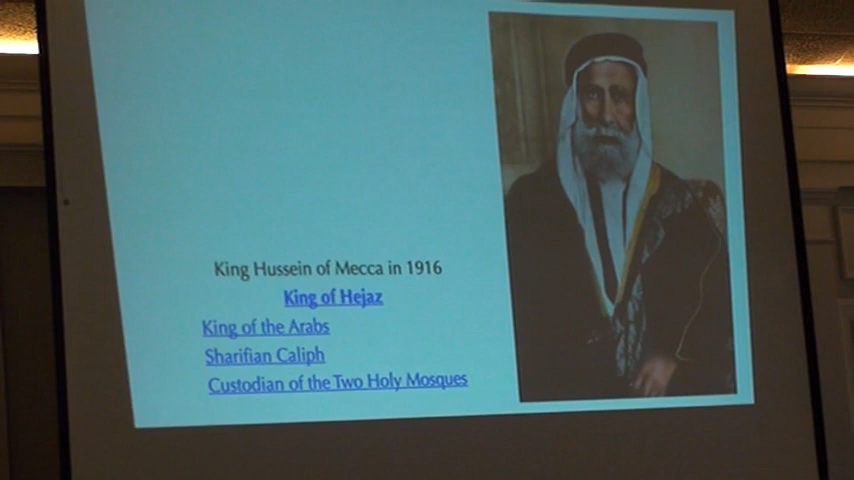 King Hussein of Mecca in 1916
King of Hejaz
King of the Arabs
Sharifian Caliph
Custodian of the Two Holy Mosques